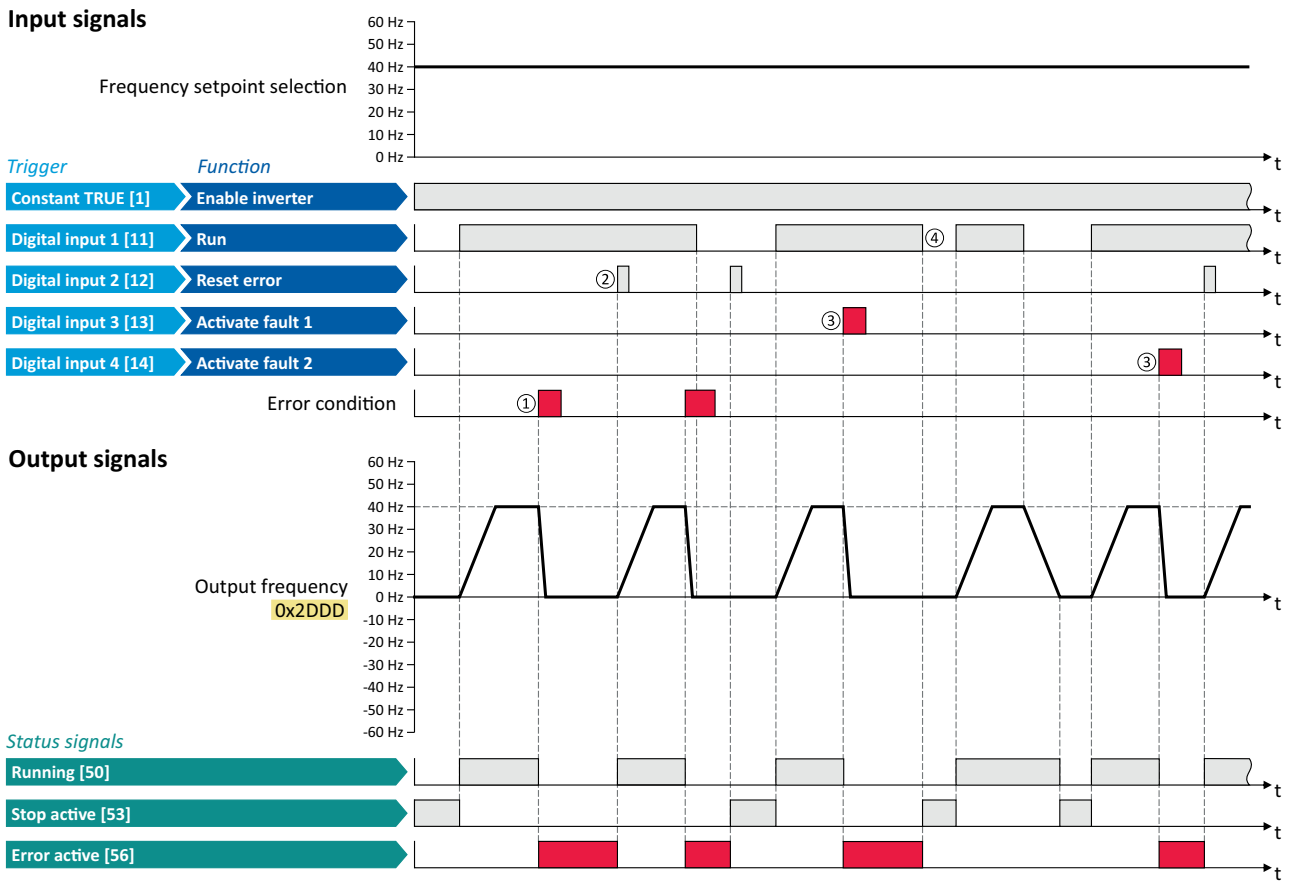 Input signals
60 Hz
50 Hz
40 Hz
30 Hz
20 Hz
10 Hz
0 Hz
Frequency setpoint selection
t
Trigger Function
Constant TRUE [1] Enable inverter
t
Digital input 1 [11] Run
④
t
Digital input 2 [12] Reset error
②
t
Digital input 3 [13] Activate fault 1
③
t
Digital input 4 [14] Activate fault 2
③
t
Error condition
①
t
Output signals
60 Hz
50 Hz
40 Hz
30 Hz
20 Hz
10 Hz
0 Hz
-10 Hz
-20 Hz
-30 Hz
-40 Hz
-50 Hz
-60 Hz
Output frequency
0x2DDD
t
Status signals
Running [50]
t
Stop active [53]
t
Error active [56]
t